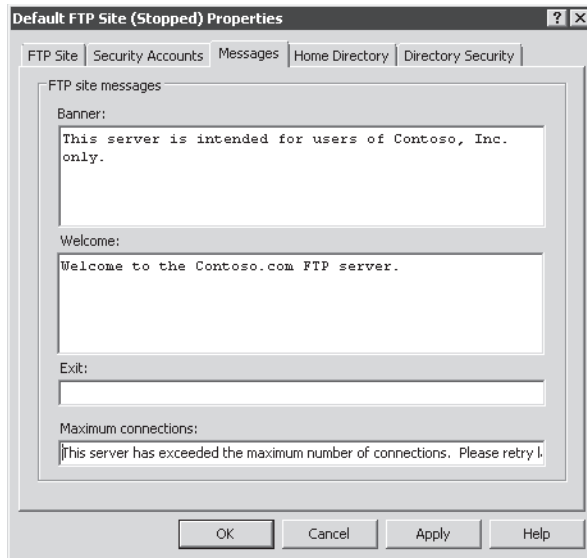 Default FTP Site (Stopped) Properties
FTP Site Security Accounts Messages Home Directory Directory Security
FTP site messages
Banner:
This server is intended for users of Contoso, Inc.
only.
Welcome:
Welcome to the Contoso.com FTP server.
Exit:
Maximum connections:
This server has exceeded the maximum number of connections. Please retry
OK Cancel Apply Help